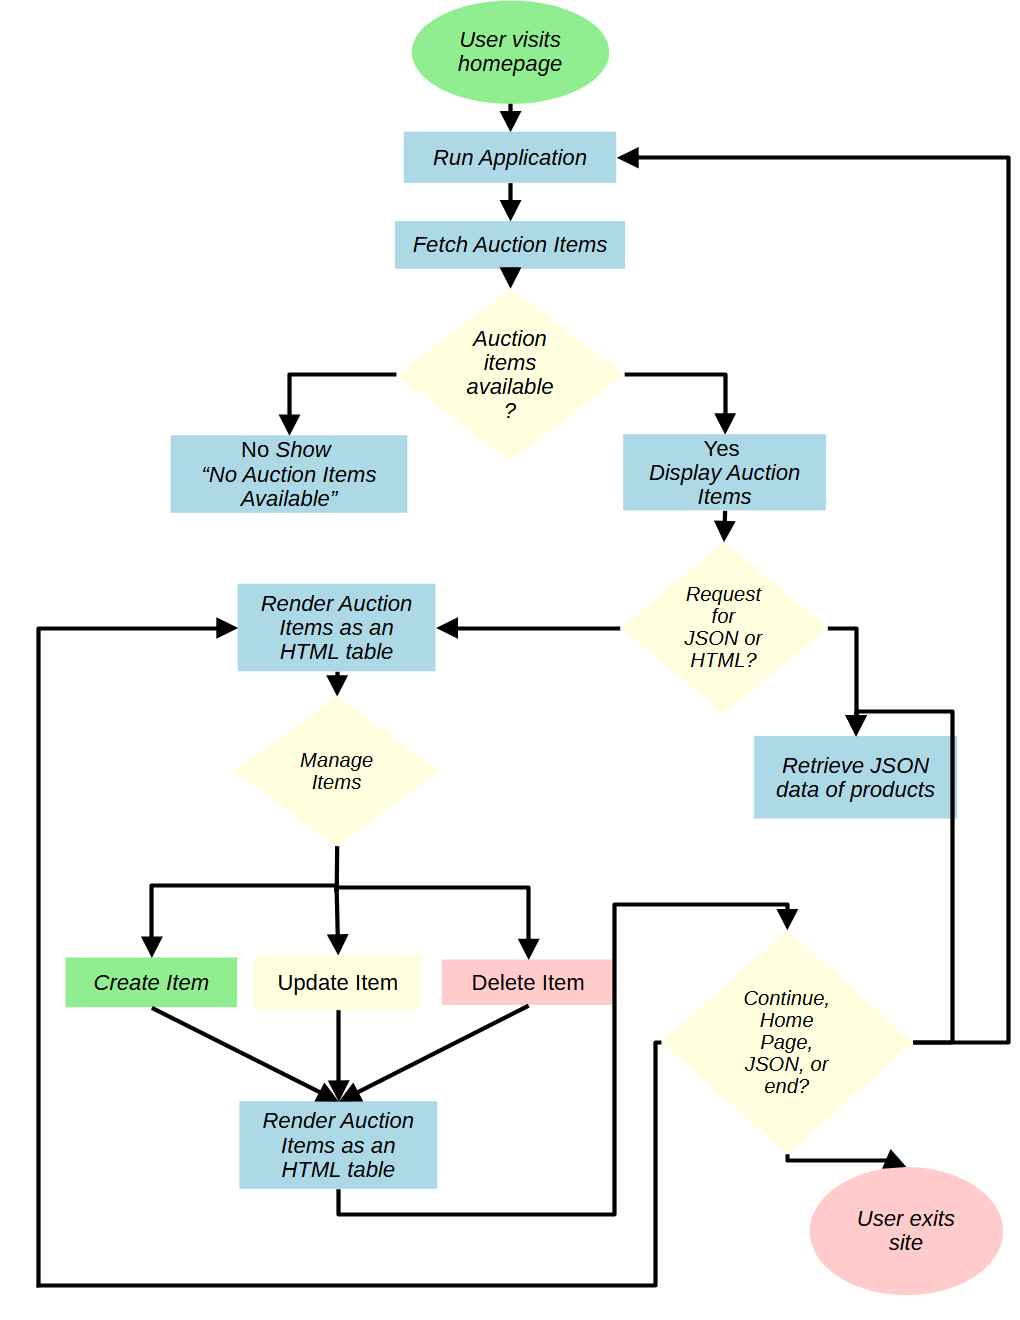 User visits
homepage
Run Application
Fetch Auction Items
Auction
items
available
?
No Show
“No Auction Items
Available”
Yes
Display Auction
Items
Request
for
JSON or
HTML?
Render Auction
Items as an
HTML table
Manage
Items
Retrieve JSON
data of products
Create Item
Update Item
Delete Item
Continue,
Home
Page,
JSON, or
end?
Render Auction
Items as an
HTML table
User exits
site